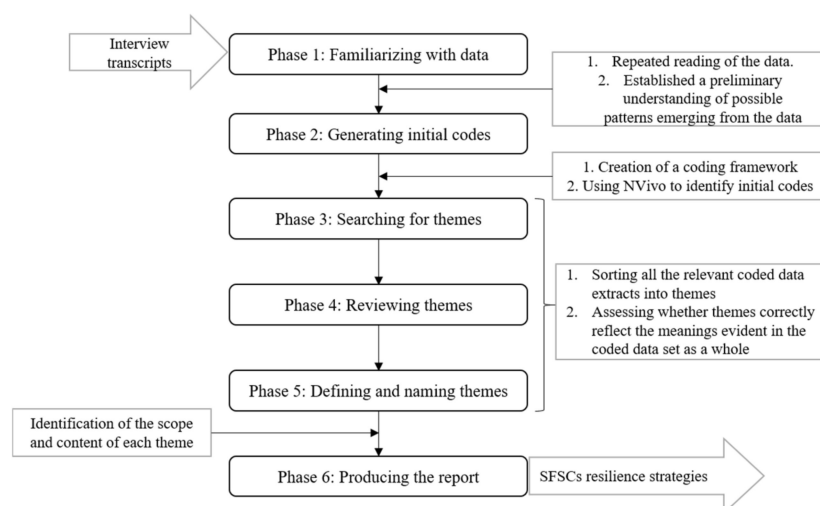 Interview
transcripts
Phase 1: Familiarizing with data
1. Repeated reading of the data.
2. Established a preliminary
understanding of possible
patterns emerging from the data
Phase 2: Generating initial codes
1. Creation of a coding framework
2. Using NVivo to identify initial codes
Phase 3: Searching for themes
1. Sorting all the relevant coded data
extracts into themes
2. Assessing whether themes correctly
reflect the meanings evident in the
coded data set as a whole
Phase 4: Reviewing themes
Phase 5: Defining and naming themes
Identification of the scope
and content of each theme
Phase 6: Producing the report
SFSCs resilience strategies